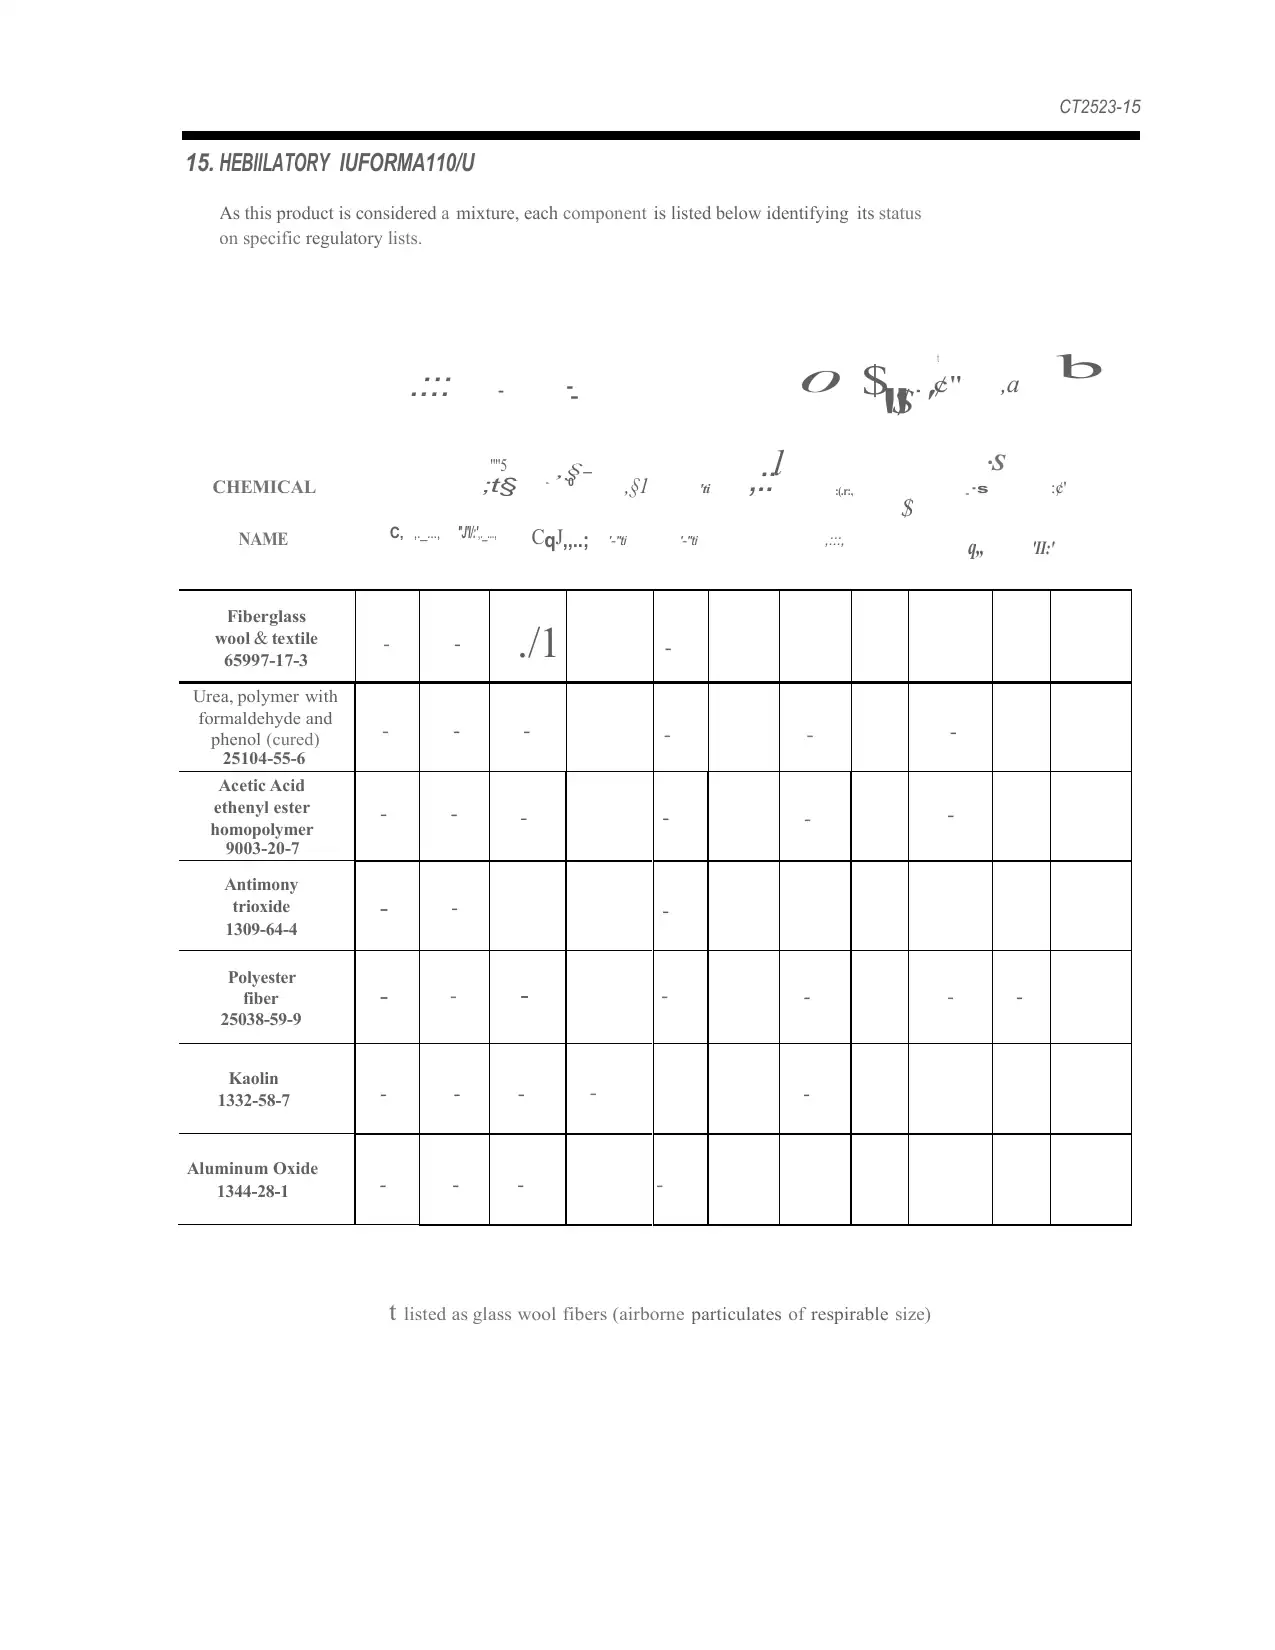 CT2523-15
15. HEBIILATORY IUFORMA110/U
As this product is considered a mixture, each component is listed below identifying its status
on specific regulatory lists.
CHEMICAL
NAME
Fiberglass
wool & textile
65997-17-3
- - ./1 -
Urea, polymer with
formaldehyde and
phenol (cured)
25104-55-6
- - - - - -
Acetic Acid
ethenyl ester
homopolymer
9003-20-7
- - - - - -
Antimony
trioxide
1309-64-4
- - -
Polyester
fiber
25038-59-9
- - - - - - -
Kaolin
1332-58-7
- - - - -
Aluminum Oxide
1344-28-1
- - - -
t listed as glass wool fibers (airborne particulates of respirable size)